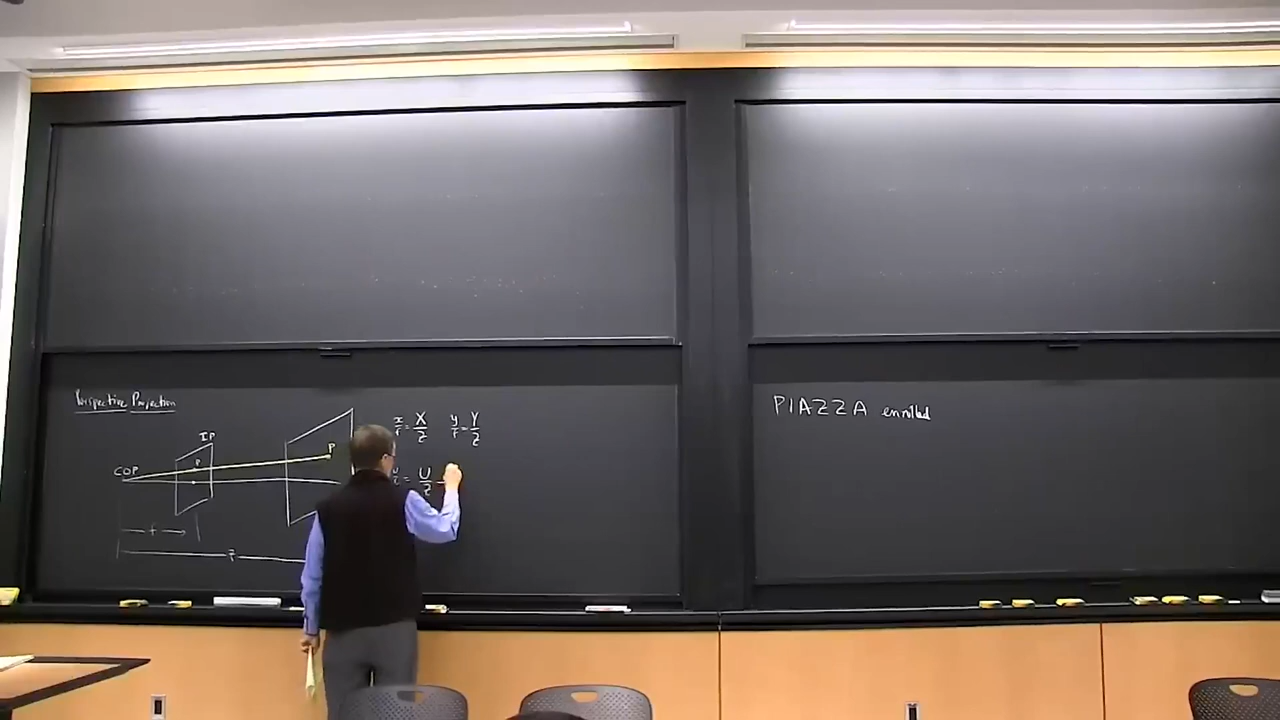 Perspective Projection
IP
COP
P
P
f
Z
x/f = X/Z y/f = Y/Z
= U/Z -
PIAZZA enrolled